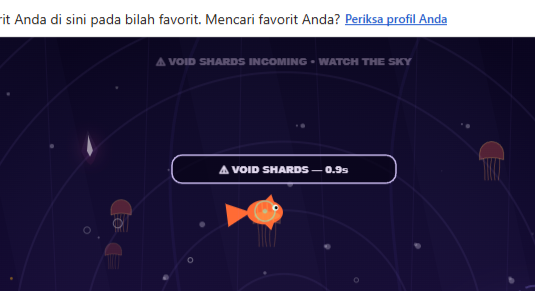 rit Anda di sini pada bilah favorit. Mencari favorit Anda? Periksa profil Anda
⚠ VOID SHARDS INCOMING • WATCH THE SKY
⚠ VOID SHARDS — 0.9s